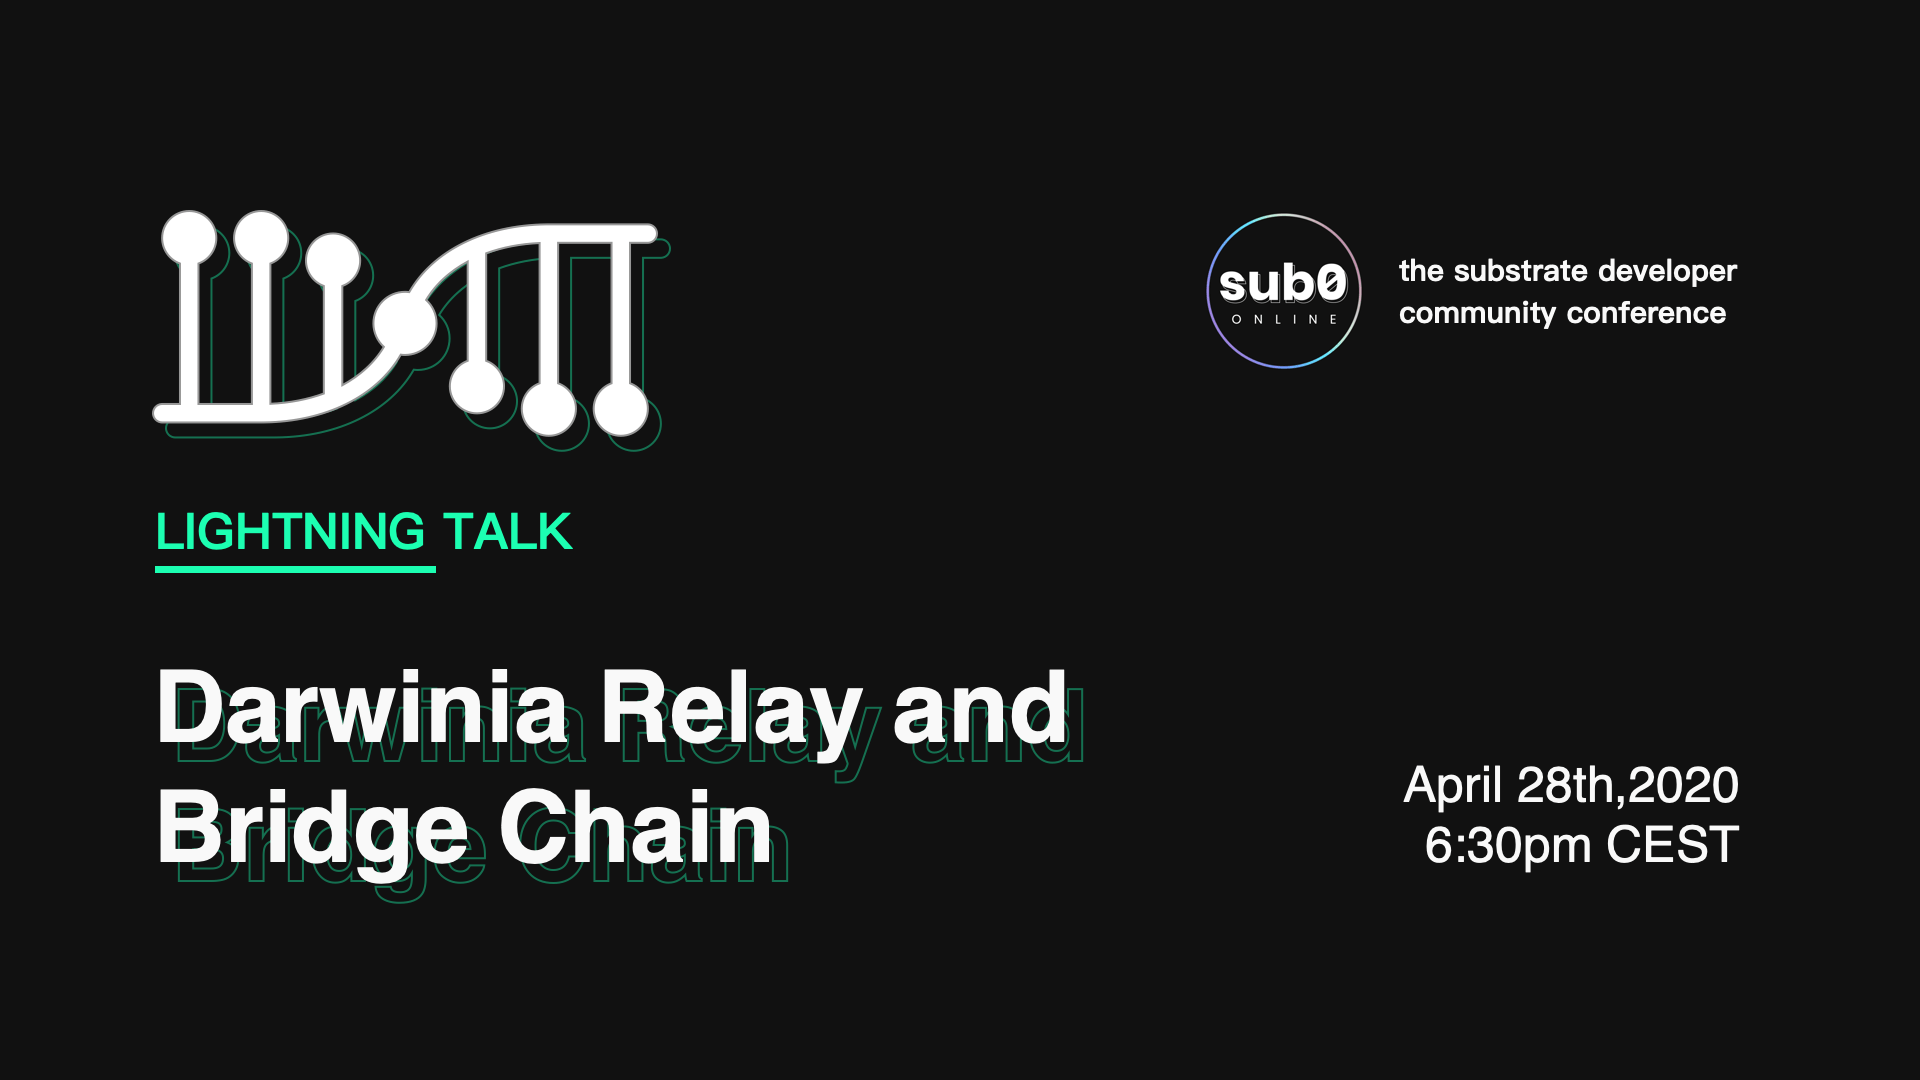 sub0
ONLINE
the substrate developer
community conference
LIGHTNING TALK
Darwinia Relay and
Bridge Chain
April 28th,2020
6:30pm CEST